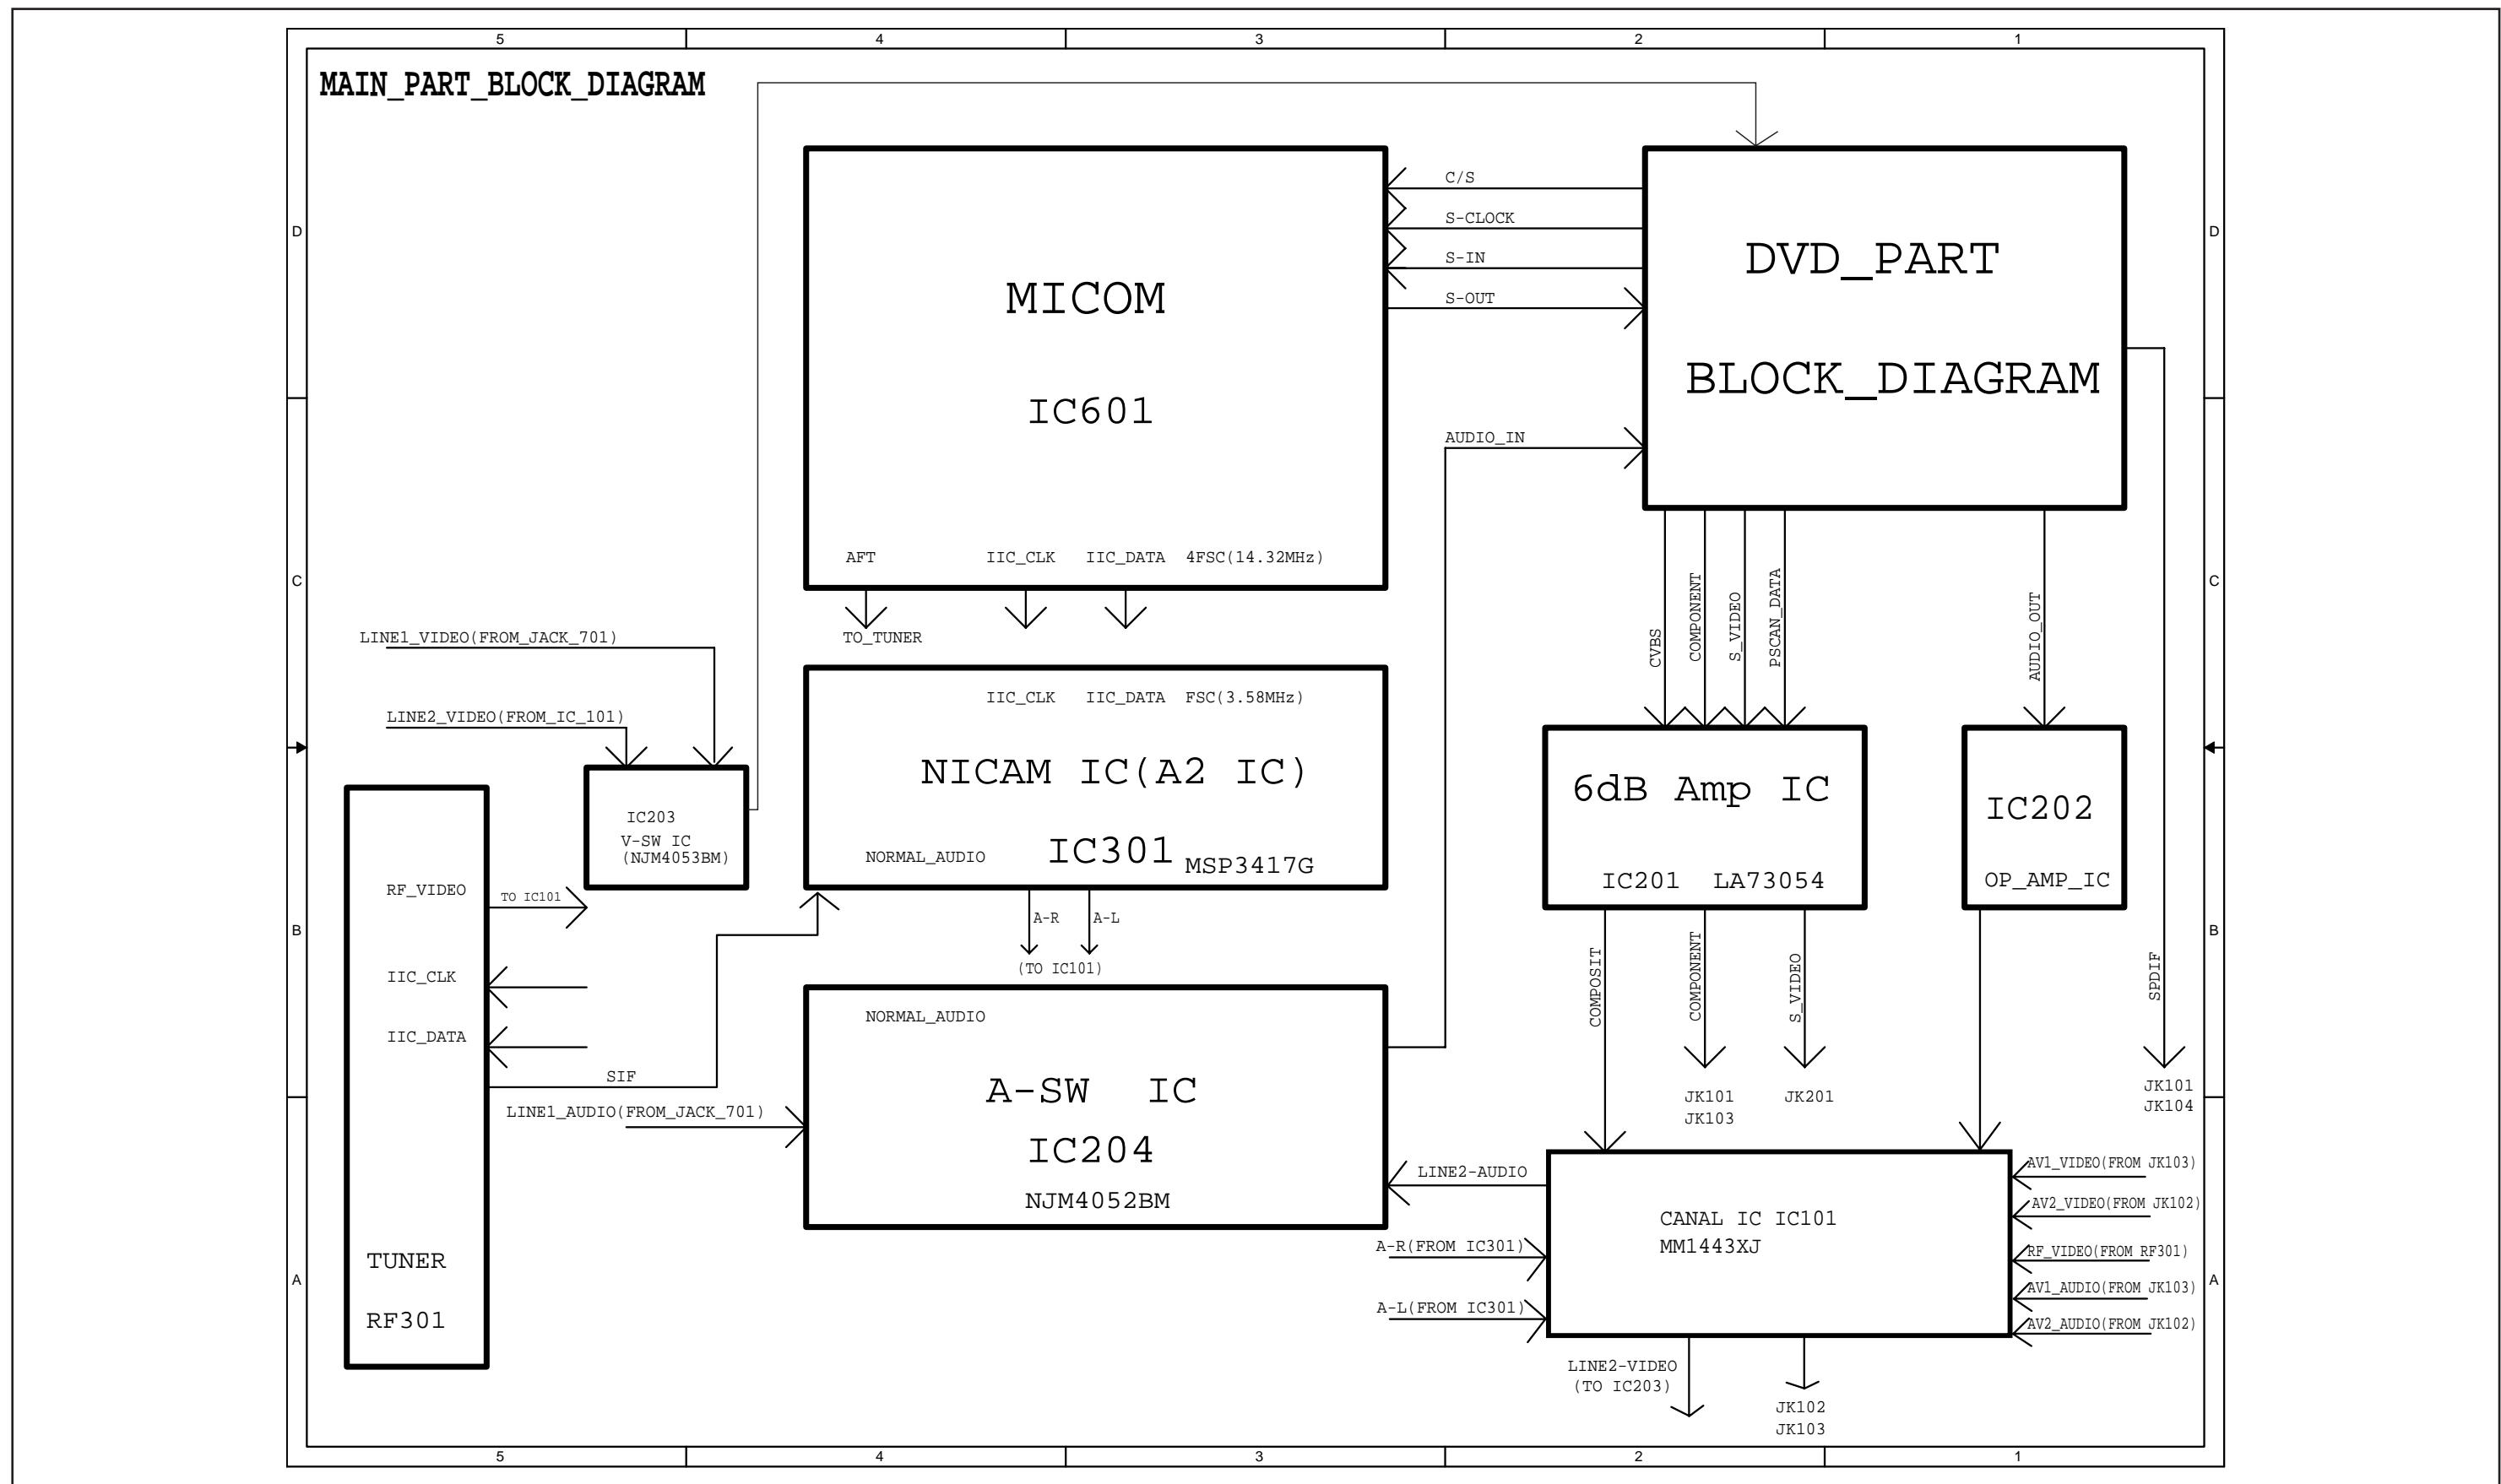 5 4 3 2 1
MAIN_PART_BLOCK_DIAGRAM
D
D
C
C
B
B
A
A
MICOM
IC601
AFT
IIC_CLK
IIC_DATA
4FSC(14.32MHz)
TO_TUNER
C/S
S-CLOCK
S-IN
S-OUT
AUDIO_IN
DVD_PART
BLOCK_DIAGRAM
CVBS
COMPONENT
S_VIDEO
PSCAN_DATA
AUDIO_OUT
SPDIF
JK101
JK104
LINE1_VIDEO(FROM_JACK_701)
LINE2_VIDEO(FROM_IC_101)
IC203
V-SW IC
(NJM4053BM)
IIC_CLK
IIC_DATA
FSC(3.58MHz)
NICAM IC(A2 IC)
NORMAL_AUDIO
IC301
MSP3417G
A-R
A-L
(TO IC101)
6dB Amp IC
IC201 LA73054
IC202
OP_AMP_IC
COMPOSIT
COMPONENT
S_VIDEO
JK101
JK103
JK201
RF_VIDEO
TO IC101
IIC_CLK
IIC_DATA
SIF
TUNER
RF301
LINE1_AUDIO(FROM_JACK_701)
NORMAL_AUDIO
A-SW IC
IC204
NJM4052BM
LINE2-AUDIO
A-R(FROM IC301)
A-L(FROM IC301)
CANAL IC IC101
MM1443XJ
AV1_VIDEO(FROM JK103)
AV2_VIDEO(FROM JK102)
RF_VIDEO(FROM RF301)
AV1_AUDIO(FROM JK103)
AV2_AUDIO(FROM JK102)
LINE2-VIDEO
(TO IC203)
JK102
JK103
5 4 3 2 1